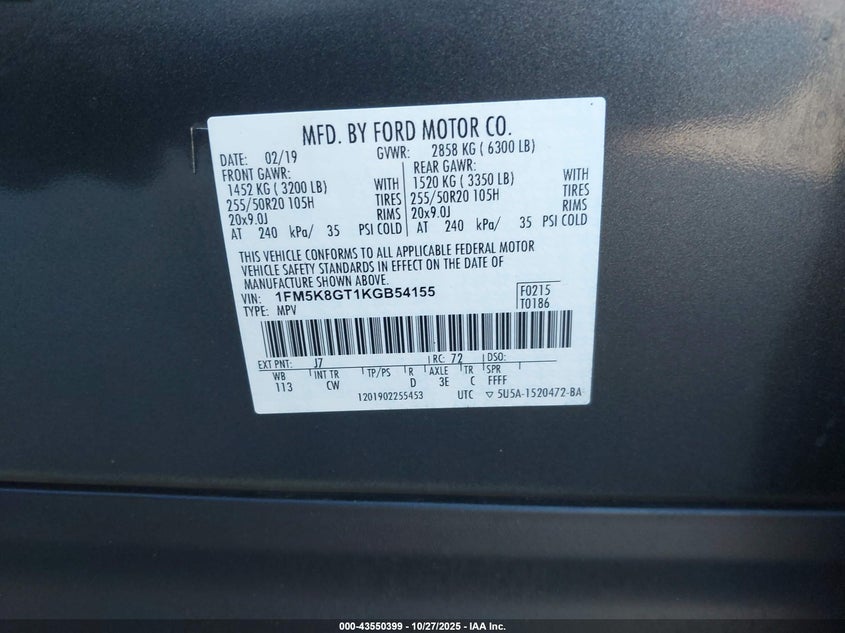 MFD. BY FORD MOTOR CO.
DATE: 02/19 GVWR: 2858 KG ( 6300 LB)
FRONT GAWR: REAR GAWR:
1452 KG ( 3200 LB) WITH 1520 KG ( 3350 LB) WITH
255/50R20 105H TIRES 255/50R20 105H TIRES
20x9.0J RIMS 20x9.0J RIMS
AT 240 kPa/ 35 PSI COLD AT 240 kPa/ 35 PSI COLD
THIS VEHICLE CONFORMS TO ALL APPLICABLE FEDERAL MOTOR
VEHICLE SAFETY STANDARDS IN EFFECT ON THE DATE OF
MANUFACTURE SHOWN ABOVE.
VIN: 1FM5K8GT1KGB54155 F0215
TYPE: MPV T0186
EXT PNT: J7 RC: 72 DSO:
WB INT TR TP/PS R AXLE TR SPR
113 CW D 3E C FFFF
1201902255453 UTC ▽ 5U5A-1520472-BA
000-43550399 | 10/27/2025 - IAA Inc.